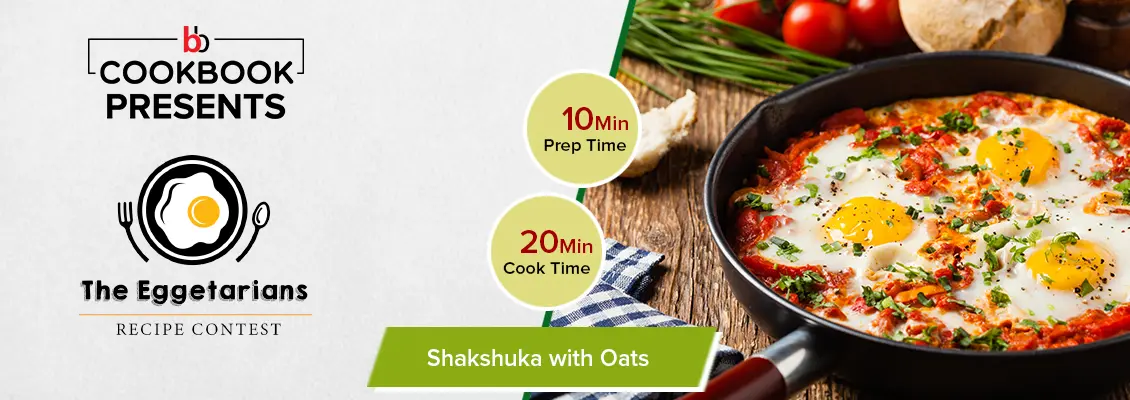 bb
COOKBOOK
PRESENTS
The Eggetarians
RECIPE CONTEST
10Min
Prep Time
20Min
Cook Time
Shakshuka with Oats